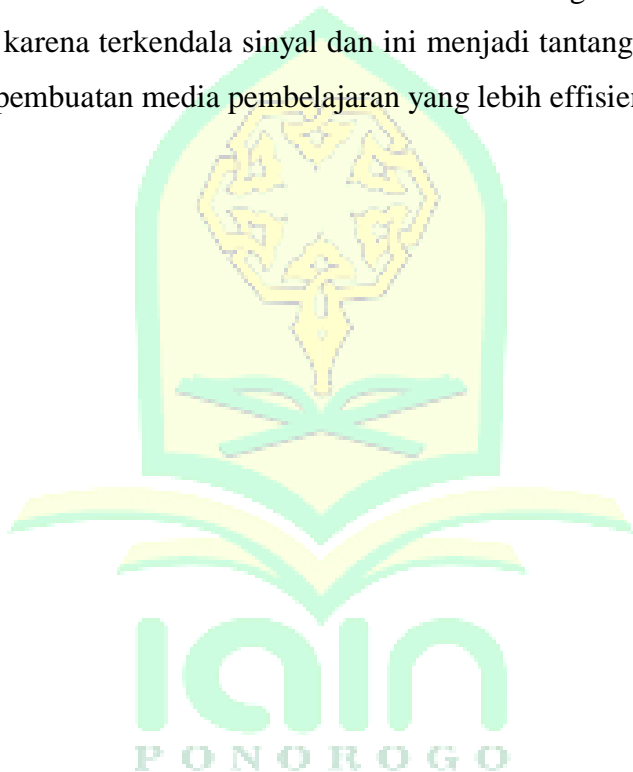 karena terkendala sinyal dan ini menjadi tantang
pembuatan media pembelajaran yang lebih effisien
iain
PONOROGO